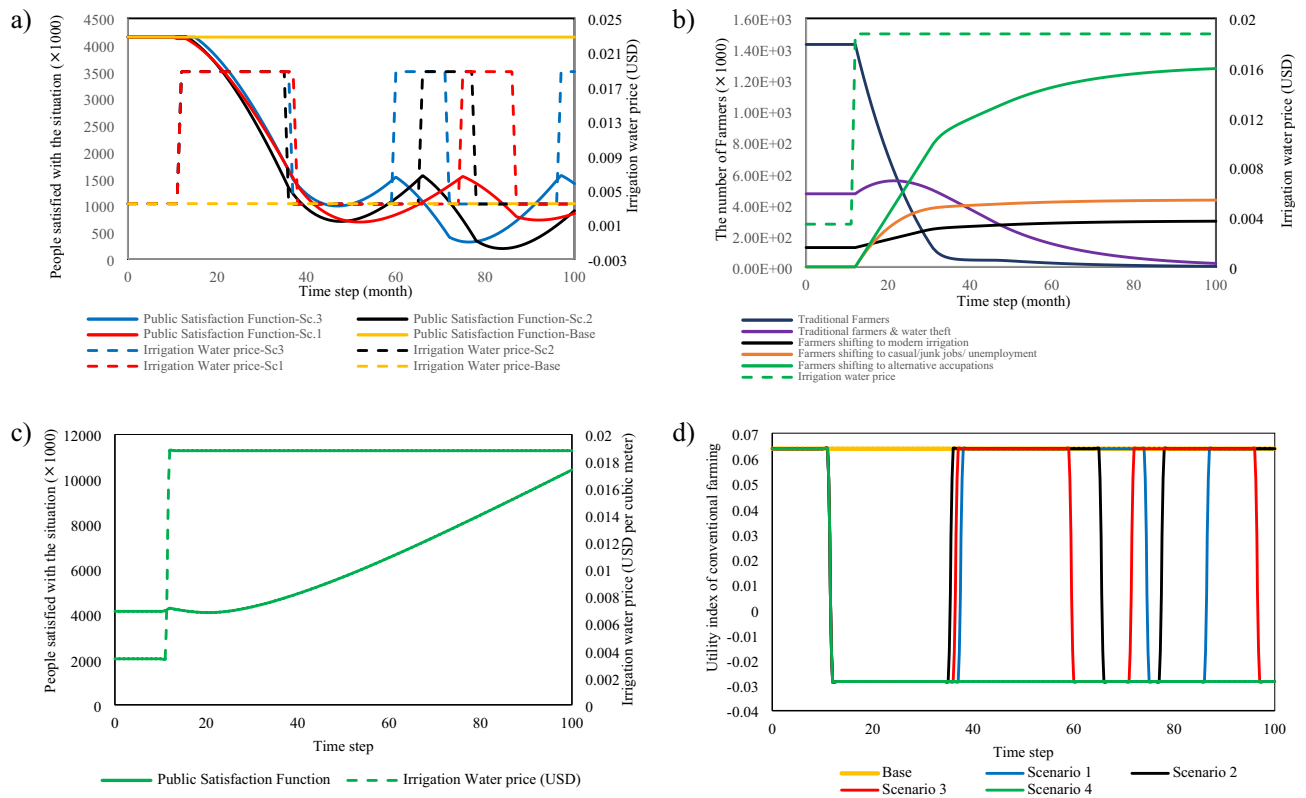 a)
People satisfied with the situation (×1000)
4500
4000
3500
3000
2500
2000
1500
1000
500
0
0.025
0.021
0.017
0.013
0.009
0.005
0.001
-0.003
Irrigation water price (USD)
0 20 40 60 80 100
Time step (month)
Public Satisfaction Function-Sc.3
Public Satisfaction Function-Sc.2
Public Satisfaction Function-Sc.1
Public Satisfaction Function-Base
Irrigation Water price-Sc3
Irrigation Water price-Sc2
Irrigation Water price-Sc1
Irrigation Water price-Base
b)
The number of Farmers (×1000)
1.60E+03
1.40E+03
1.20E+03
1.00E+03
8.00E+02
6.00E+02
4.00E+02
2.00E+02
0.00E+00
0.02
0.016
0.012
0.008
0.004
0
Irrigation water price (USD)
0 20 40 60 80 100
Time step (month)
Traditional Farmers
Traditional farmers & water theft
Farmers shifting to modern irrigation
Farmers shifting to casual/junk jobs/ unemployment
Farmers shifting to alternative accupations
Irrigation water price
c)
People satisfied with the situation (×1000)
12000
10000
8000
6000
4000
2000
0
0.02
0.018
0.016
0.014
0.012
0.01
0.008
0.006
0.004
0.002
0
Irrigation water price (USD per cubic meter)
0 20 40 60 80 100
Time step
Public Satisfaction Function
Irrigation Water price (USD)
d)
Utility index of conventional farming
0.07
0.06
0.05
0.04
0.03
0.02
0.01
0
-0.01
-0.02
-0.03
-0.04
0 20 40 60 80 100
Time step
Base
Scenario 1
Scenario 2
Scenario 3
Scenario 4